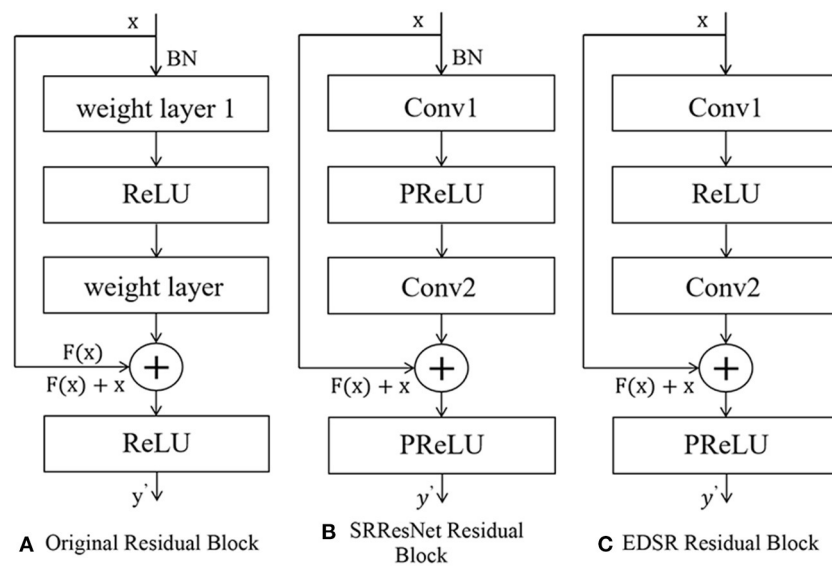 x
BN
weight layer 1
ReLU
weight layer
F(x)
F(x) + x
+
ReLU
y’
A Original Residual Block
x
BN
Conv1
PReLU
Conv2
F(x) + x
+
PReLU
y’
B SRResNet Residual
Block
x
Conv1
ReLU
Conv2
F(x) + x
+
PReLU
y’
C EDSR Residual Block